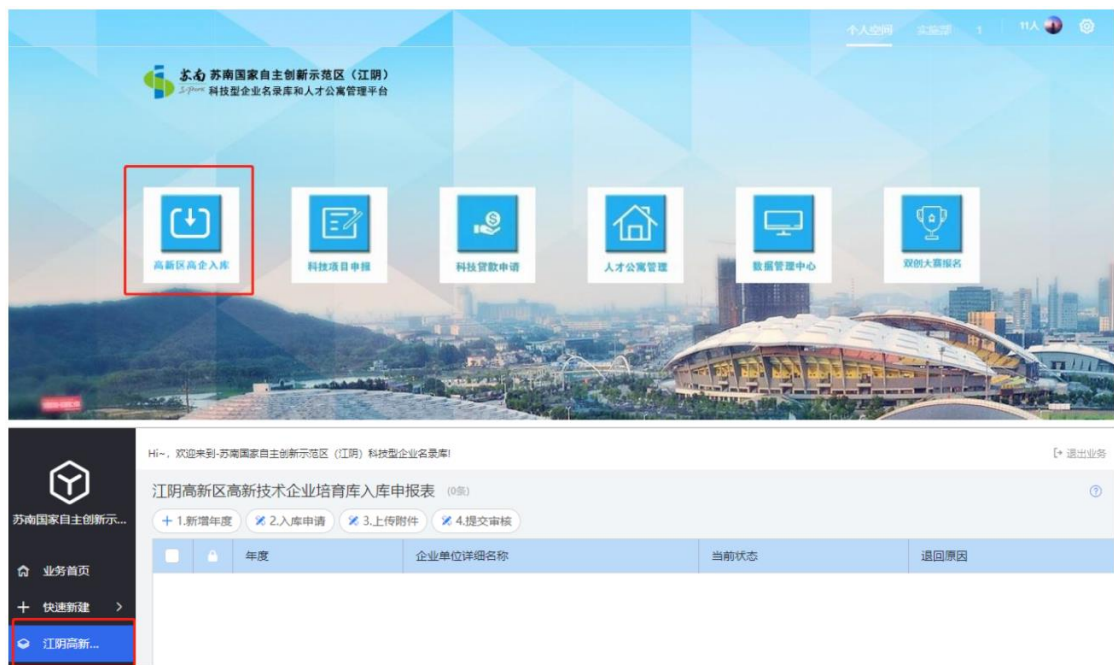 个人空间 实施部 1 11人
苏南 苏南国家自主创新示范区（江阴）
科技型企业名录库和人才公寓管理平台
高新区高企入库 科技项目申报 科技贷款申请 人才公寓管理 数据管理中心 双创大赛报名
Hi~，欢迎来到-苏南国家自主创新示范区（江阴）科技型企业名录库!
退出业务
苏南国家自主创新示...
江阴高新区高新技术企业培育库入库申报表 (0条)
1.新增年度 2.入库申请 3.上传附件 4.提交审核
年度 企业单位详细名称 当前状态 退回原因
业务首页
快速新建
江阴高新...